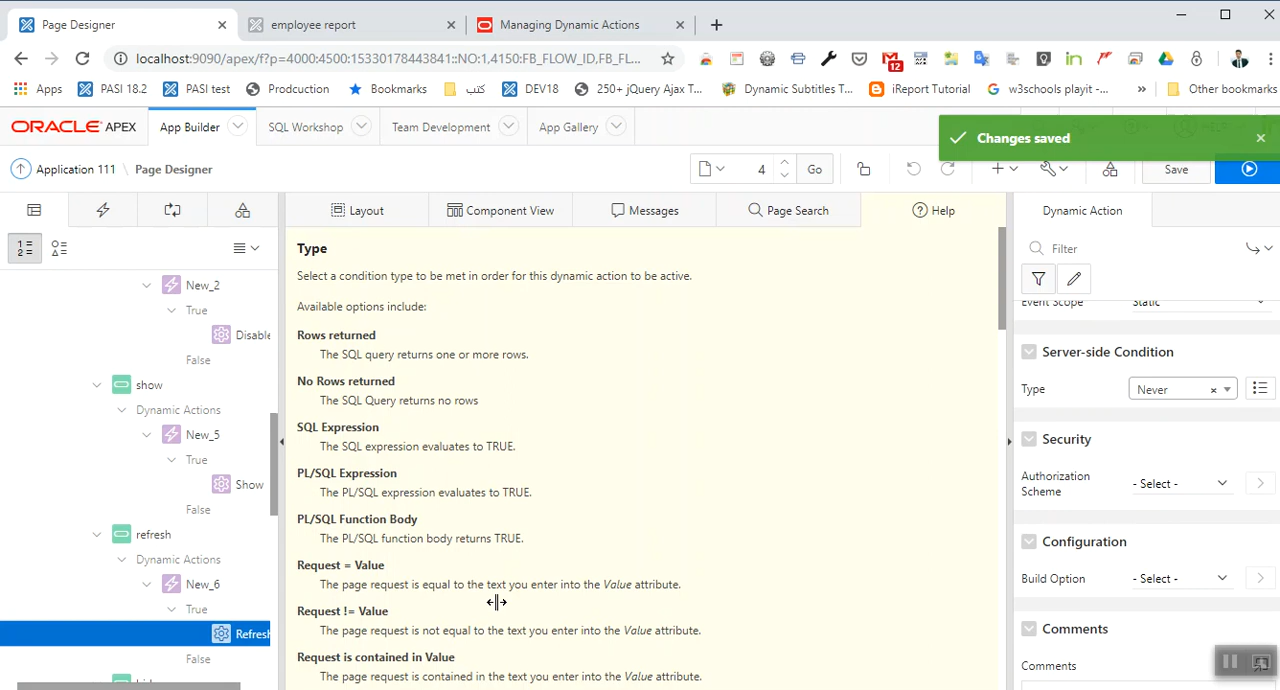 Page Designer
employee report
Managing Dynamic Actions
localhost:9090/apex/f?p=4000:4500:15330178443841::NO:1,4150:FB_FLOW_ID,FB_FL...
12
Apps
PASI 18.2
PASI test
Production
Bookmarks
كتب
DEV18
250+ jQuery Ajax T...
Dynamic Subtitles T...
iReport Tutorial
w3schools playit -...
»
Other bookmarks
ORACLE APEX
App Builder
SQL Workshop
Team Development
App Gallery
Changes saved
Application 111 \ Page Designer
4
Go
Save
Layout
Component View
Messages
Page Search
Help
Dynamic Action
New_2
True
Disable
False
show
Dynamic Actions
New_5
True
Show
False
refresh
Dynamic Actions
New_6
True
Refresh
False
Type
Select a condition type to be met in order for this dynamic action to be active.
Available options include:
Rows returned
The SQL query returns one or more rows.
No Rows returned
The SQL Query returns no rows
SQL Expression
The SQL expression evaluates to TRUE.
PL/SQL Expression
The PL/SQL expression evaluates to TRUE.
PL/SQL Function Body
The PL/SQL function body returns TRUE.
Request = Value
The page request is equal to the text you enter into the Value attribute.
Request != Value
The page request is not equal to the text you enter into the Value attribute.
Request is contained in Value
The page request is contained in the text you enter into the Value attribute.
Filter
Event Scope
Static
Server-side Condition
Type
Never
Security
Authorization
Scheme
- Select -
Configuration
Build Option
- Select -
Comments
Comments